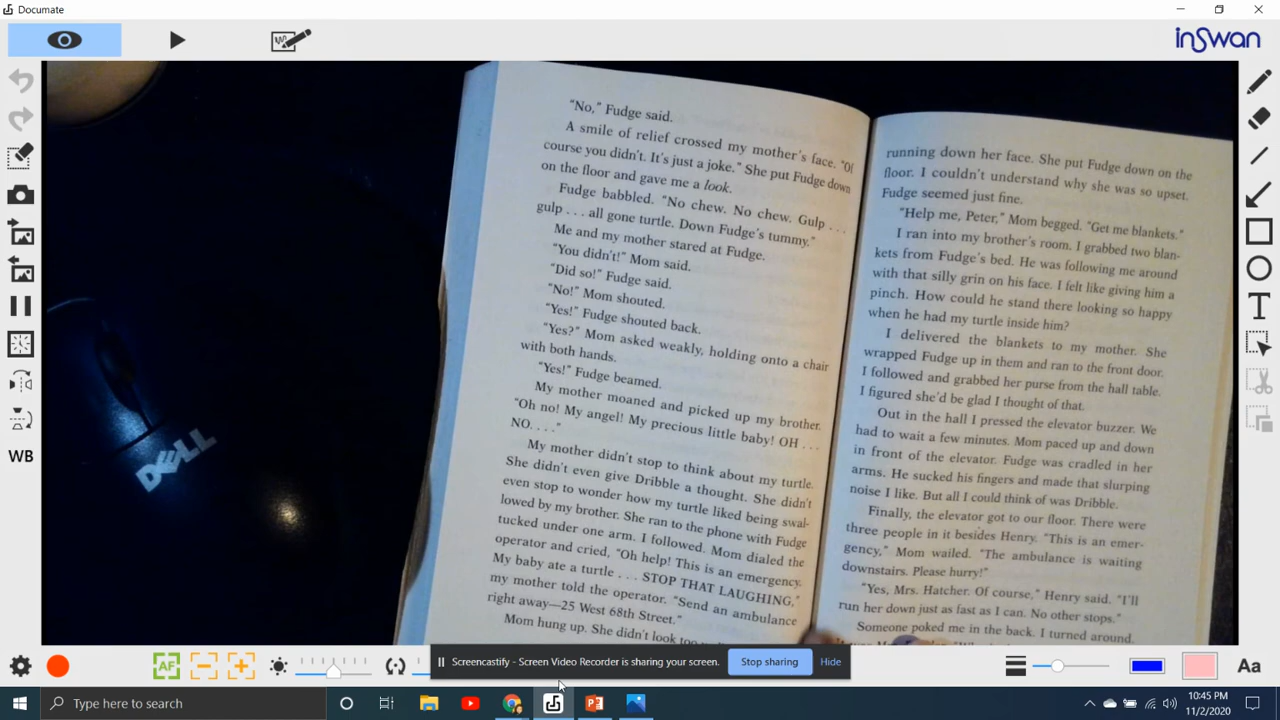 Documate
inSwan
"No," Fudge said.
A smile of relief crossed my mother's face. "Of
course you didn't. It's just a joke." She put Fudge down
on the floor and gave me a look.
Fudge babbled. "No chew. No chew. Gulp . . .
gulp . . . all gone turtle. Down Fudge's tummy."
Me and my mother stared at Fudge.
"You didn't!" Mom said.
"Did so!" Fudge said.
"No!" Mom shouted.
"Yes!" Fudge shouted back.
"Yes?" Mom asked weakly, holding onto a chair
with both hands.
"Yes!" Fudge beamed.
My mother moaned and picked up my brother.
"Oh no! My angel! My precious little baby! OH . . .
NO. . . ."
My mother didn't stop to think about my turtle.
She didn't even give Dribble a thought. She didn't
even stop to wonder how my turtle liked being swal-
lowed by my brother. She ran to the phone with Fudge
tucked under one arm. I followed. Mom dialed the
operator and cried, "Oh help! This is an emergency.
My baby ate a turtle . . . STOP THAT LAUGHING,"
my mother told the operator. "Send an ambulance
right away—25 West 68th Street."
Mom hung up. She didn't look too
running down her face. She put Fudge down on the
floor. I couldn't understand why she was so upset.
Fudge seemed just fine.
"Help me, Peter," Mom begged. "Get me blankets."
I ran into my brother's room. I grabbed two blan-
kets from Fudge's bed. He was following me around
with that silly grin on his face. I felt like giving him a
pinch. How could he stand there looking so happy
when he had my turtle inside him?
I delivered the blankets to my mother. She
wrapped Fudge up in them and ran to the front door.
I followed and grabbed her purse from the hall table.
I figured she'd be glad I thought of that.
Out in the hall I pressed the elevator buzzer. We
had to wait a few minutes. Mom paced up and down
in front of the elevator. Fudge was cradled in her
arms. He sucked his fingers and made that slurping
noise I like. But all I could think of was Dribble.
Finally, the elevator got to our floor. There were
three people in it besides Henry. "This is an emer-
gency," Mom wailed. "The ambulance is waiting
downstairs. Please hurry!"
"Yes, Mrs. Hatcher. Of course," Henry said. "I'll
run her down just as fast as I can. No other stops."
Someone poked me in the back. I turned around.
DELL
WB
T
AF
Screencastify - Screen Video Recorder is sharing your screen.
Stop sharing
Hide
Aa
Type here to search
10:45 PM
11/2/2020